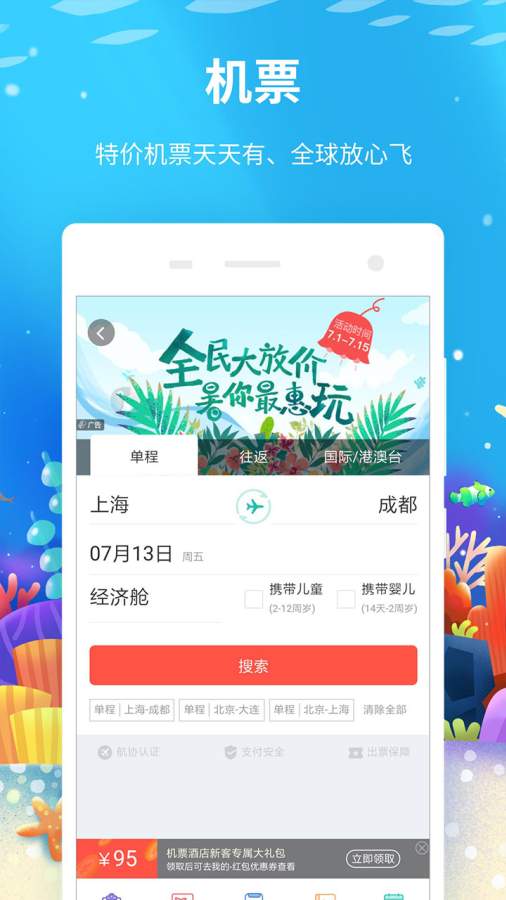 机票
特价机票天天有、全球放心飞
活动时间
7.1-7.15
全民大放价
暑你最惠玩
广告
单程
往返
国际/港澳台
上海
成都
07月13日 周五
经济舱
携带儿童
(2-12周岁)
携带婴儿
(14天-2周岁)
搜索
单程 | 上海-成都
单程 | 北京-大连
单程 | 北京-上海
清除全部
航协认证
支付安全
出票保障
¥95
机票酒店新客专属大礼包
领取后可去我的-红包优惠券查看
立即领取